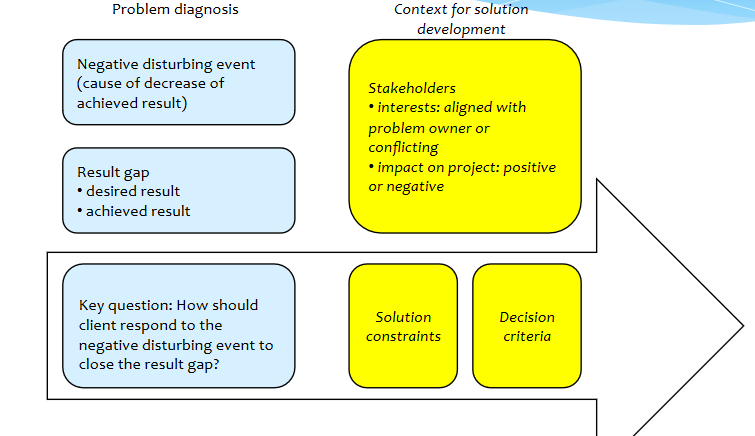 Problem diagnosis
Context for solution
development
Negative disturbing event
(cause of decrease of
achieved result)
Result gap
• desired result
• achieved result
Stakeholders
• interests: aligned with
problem owner or
conflicting
• impact on project: positive
or negative
Key question: How should
client respond to the
negative disturbing event to
close the result gap?
Solution
constraints
Decision
criteria